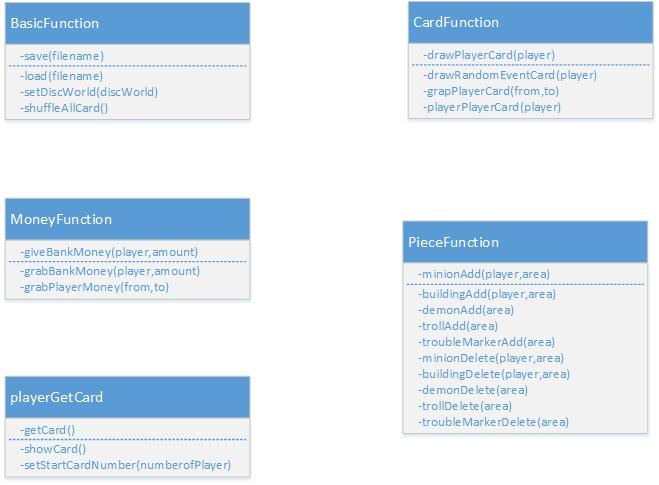 BasicFunction
-save(filename)
-load(filename)
-setDiscWorld(discWorld)
-shuffleAllCard()
CardFunction
-drawPlayerCard(player)
-drawRandomEventCard(player)
-grapPlayerCard(from,to)
-playerPlayerCard(player)
MoneyFunction
-giveBankMoney(player,amount)
-grabBankMoney(player,amount)
-grabPlayerMoney(from,to)
PieceFunction
-minionAdd(player,area)
-buildingAdd(player,area)
-demonAdd(area)
-trollAdd(area)
-troubleMarkerAdd(area)
-minionDelete(player,area)
-buildingDelete(player,area)
-demonDelete(area)
-trollDelete(area)
-troubleMarkerDelete(area)
playerGetCard
-getCard()
-showCard()
-setStartCardNumber(numberofPlayer)